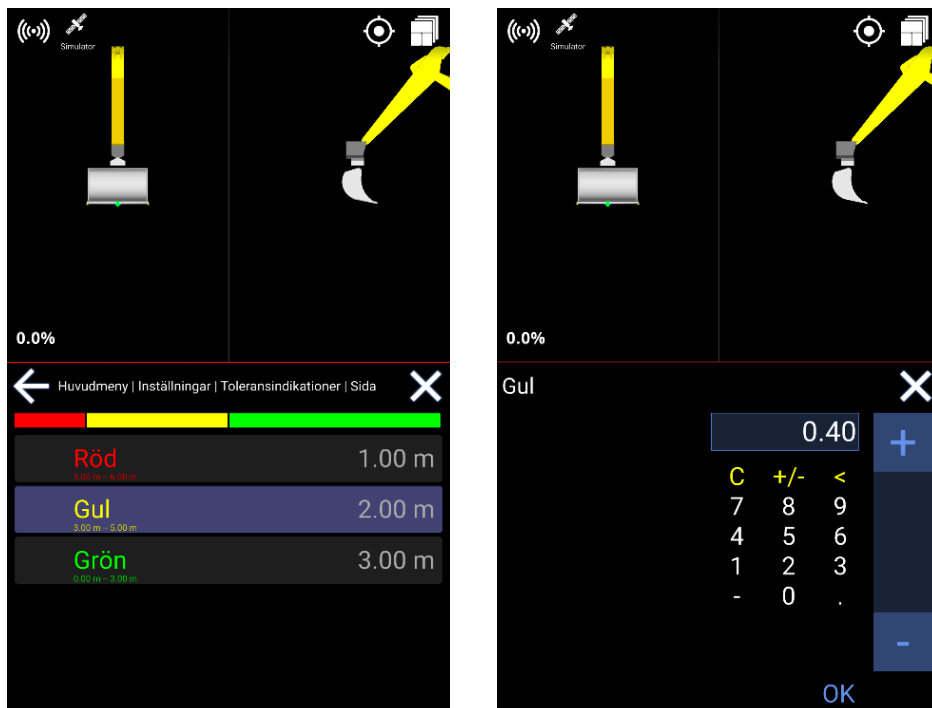 Simulator
0.0%
Huvudmeny | Inställningar | Toleransindikationer | Sida
Röd
1.00 m
5.00 m – 6.00 m
Gul
2.00 m
3.00 m – 5.00 m
Grön
3.00 m
0.00 m – 3.00 m
Simulator
0.0%
Gul
0.40
+
C +/- <
7 8 9
4 5 6
1 2 3
- 0 .
-
OK